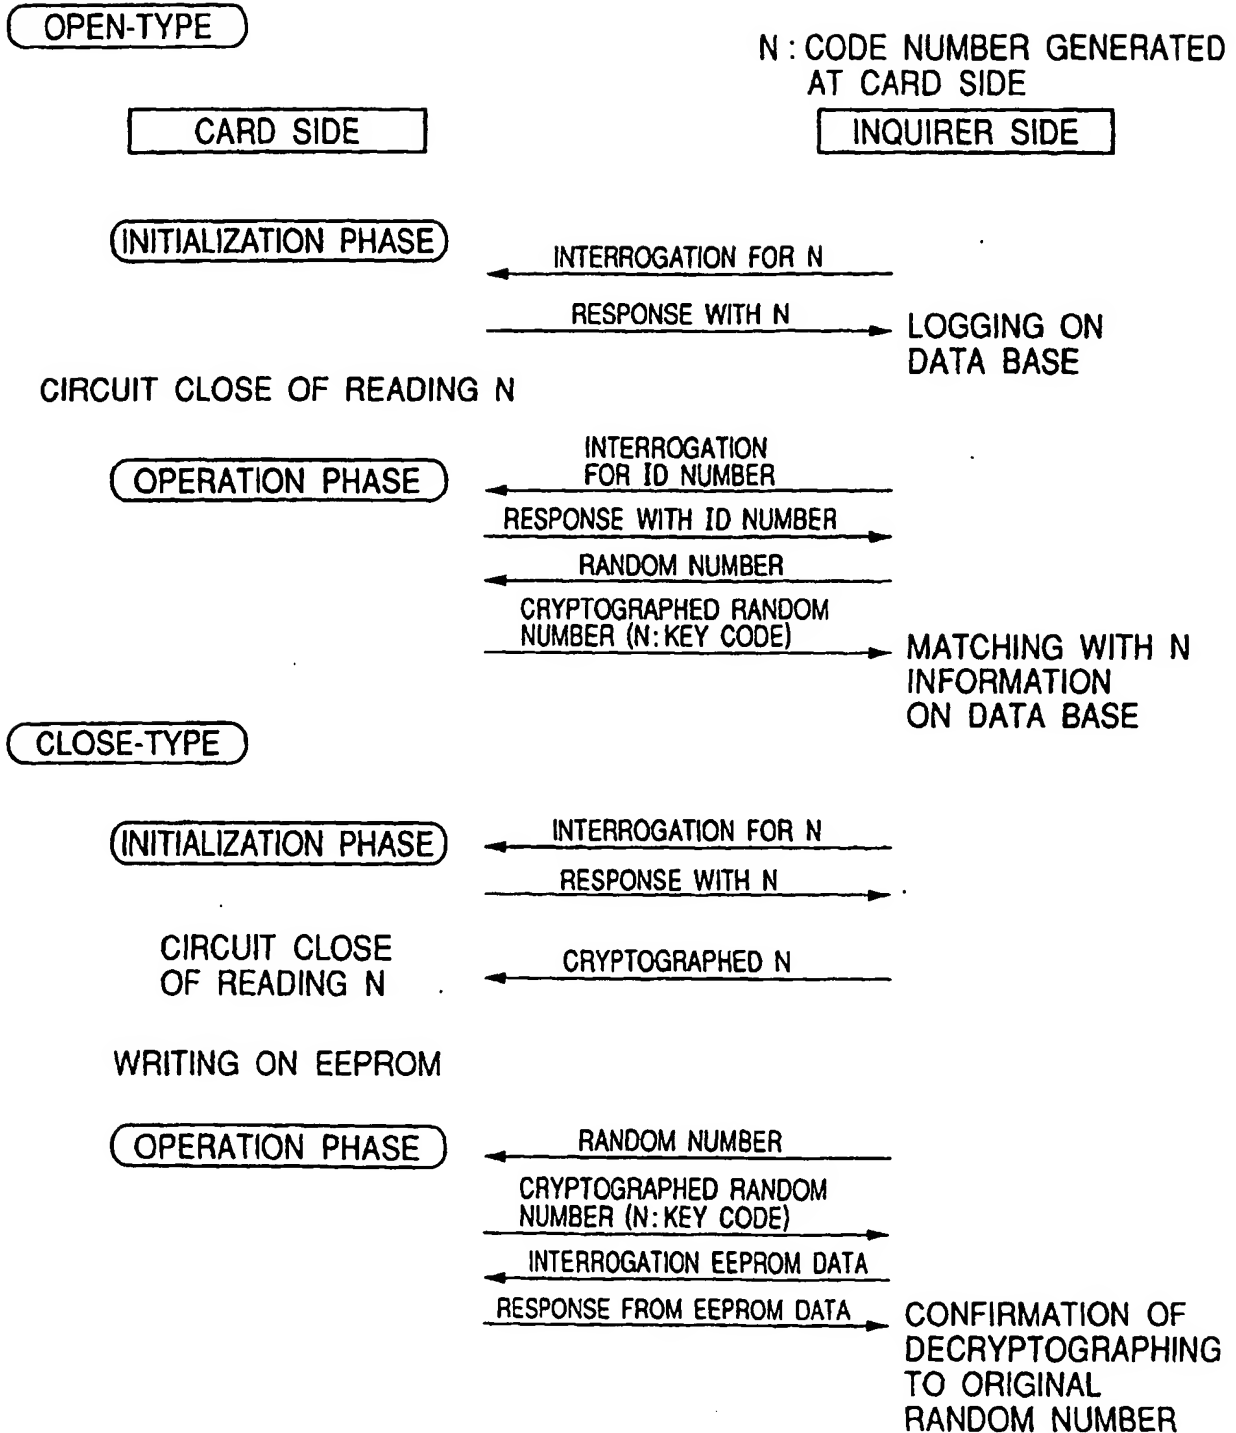 OPEN-TYPE
N : CODE NUMBER GENERATED
AT CARD SIDE
CARD SIDE
INQUIRER SIDE
INITIALIZATION PHASE
INTERROGATION FOR N
RESPONSE WITH N
LOGGING ON
DATA BASE
CIRCUIT CLOSE OF READING N
OPERATION PHASE
INTERROGATION
FOR ID NUMBER
RESPONSE WITH ID NUMBER
RANDOM NUMBER
CRYPTOGRAPHED RANDOM
NUMBER (N:KEY CODE)
MATCHING WITH N
INFORMATION
ON DATA BASE
CLOSE-TYPE
INITIALIZATION PHASE
INTERROGATION FOR N
RESPONSE WITH N
CIRCUIT CLOSE
OF READING N
CRYPTOGRAPHED N
WRITING ON EEPROM
OPERATION PHASE
RANDOM NUMBER
CRYPTOGRAPHED RANDOM
NUMBER (N:KEY CODE)
INTERROGATION EEPROM DATA
RESPONSE FROM EEPROM DATA
CONFIRMATION OF
DECRYPTOGRAPHING
TO ORIGINAL
RANDOM NUMBER